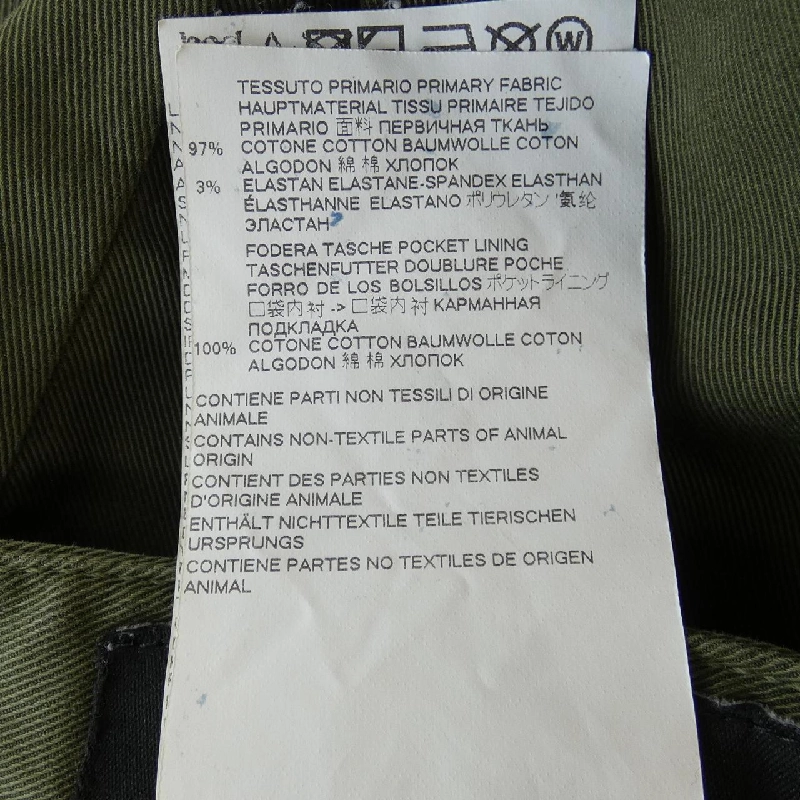 TESSUTO PRIMARIO PRIMARY FABRIC
HAUPTMATERIAL TISSU PRIMAIRE TEJIDO
PRIMARIO 面料 ПЕРВИЧНАЯ ТКАНЬ
97% COTONE COTTON BAUMWOLLE COTON
ALGODON 綿 棉 ХЛОПОК
3% ELASTAN ELASTANE-SPANDEX ELASTHAN
ÉLASTHANNE ELASTANO ポリウレタン 氨纶
ЭЛАСТАН
FODERA TASCHE POCKET LINING
TASCHENFUTTER DOUBLURE POCHE
FORRO DE LOS BOLSILLOS ポケットライニング
口袋内衬 -> 口袋内衬 КАРМАННАЯ
ПОДКЛАДКА
100% COTONE COTTON BAUMWOLLE COTON
ALGODON 綿 棉 ХЛОПОК
CONTIENE PARTI NON TESSILI DI ORIGINE
ANIMALE
CONTAINS NON-TEXTILE PARTS OF ANIMAL
ORIGIN
CONTIENT DES PARTIES NON TEXTILES
D'ORIGINE ANIMALE
ENTHÄLT NICHTTEXTILE TEILE TIERISCHEN
URSPRUNGS
CONTIENE PARTES NO TEXTILES DE ORIGEN
ANIMAL